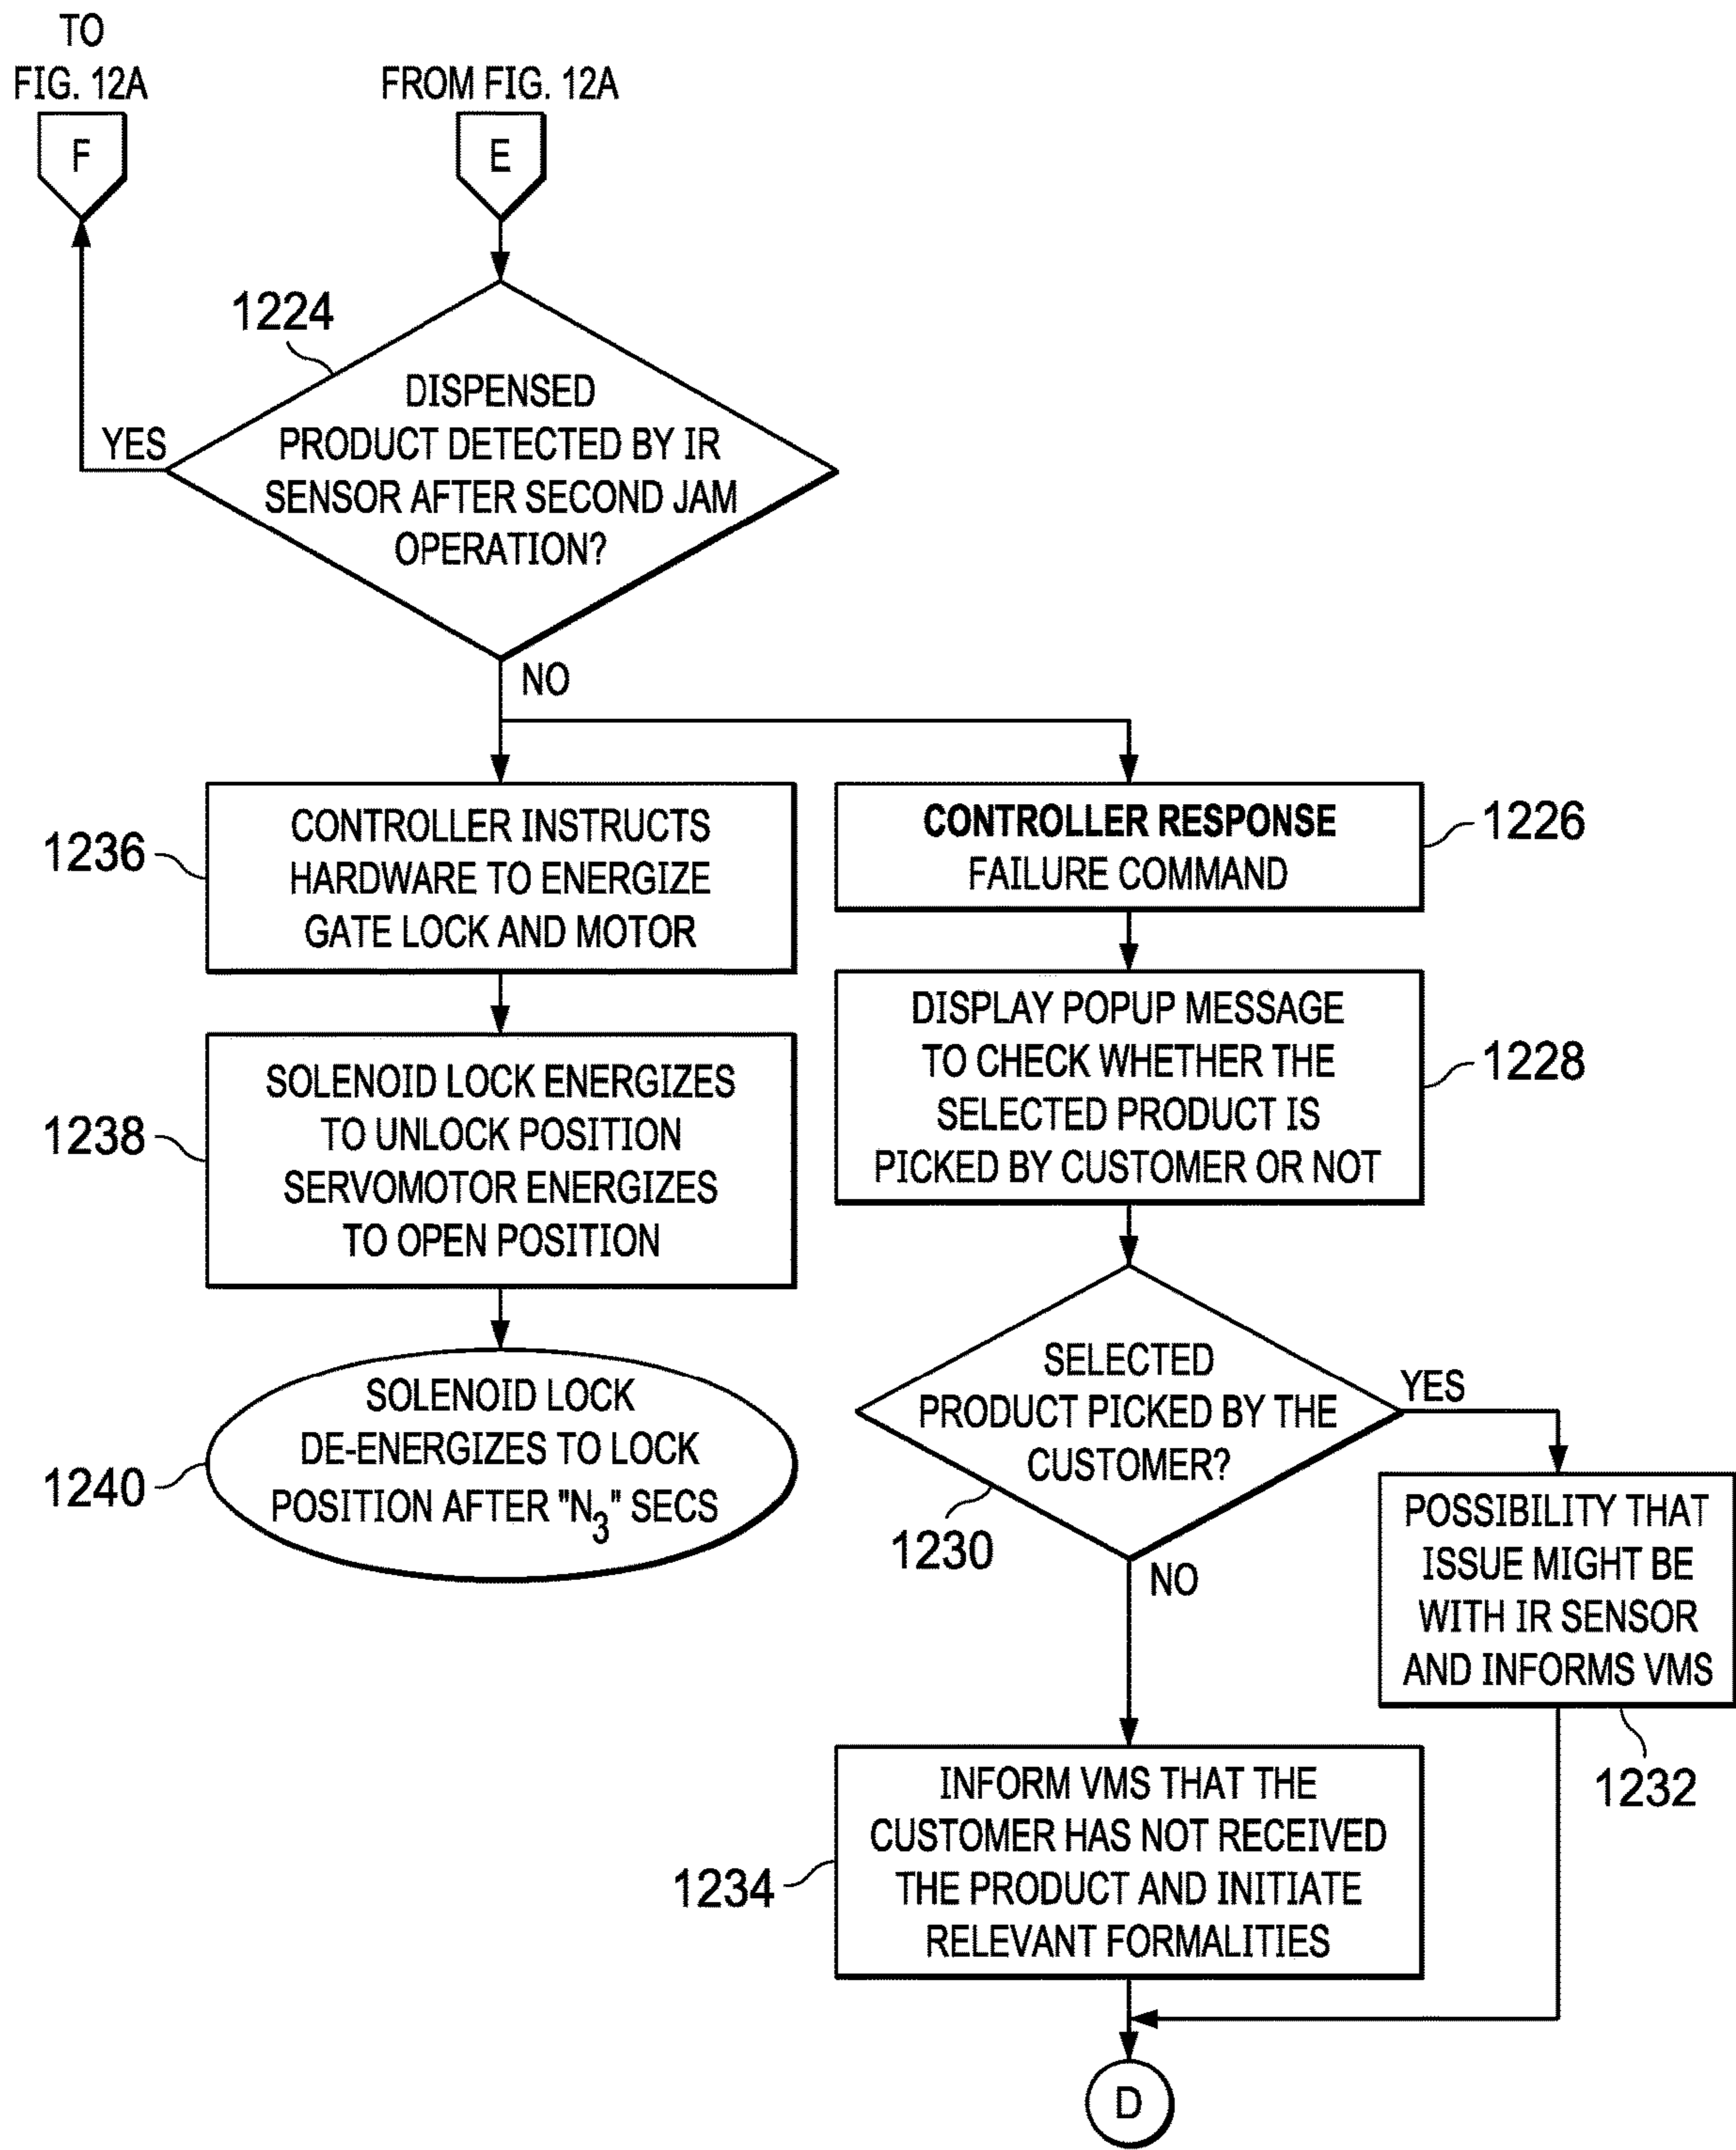 TO
FIG. 12A
F
FROM FIG. 12A
E
1224
DISPENSED
PRODUCT DETECTED BY IR
SENSOR AFTER SECOND JAM
OPERATION?
YES
NO
1236
CONTROLLER INSTRUCTS
HARDWARE TO ENERGIZE
GATE LOCK AND MOTOR
1238
SOLENOID LOCK ENERGIZES
TO UNLOCK POSITION
SERVOMOTOR ENERGIZES
TO OPEN POSITION
1240
SOLENOID LOCK
DE-ENERGIZES TO LOCK
POSITION AFTER "N3" SECS
CONTROLLER RESPONSE
FAILURE COMMAND
1226
DISPLAY POPUP MESSAGE
TO CHECK WHETHER THE
SELECTED PRODUCT IS
PICKED BY CUSTOMER OR NOT
1228
SELECTED
PRODUCT PICKED BY THE
CUSTOMER?
1230
YES
NO
POSSIBILITY THAT
ISSUE MIGHT BE
WITH IR SENSOR
AND INFORMS VMS
1232
INFORM VMS THAT THE
CUSTOMER HAS NOT RECEIVED
THE PRODUCT AND INITIATE
RELEVANT FORMALITIES
1234
D